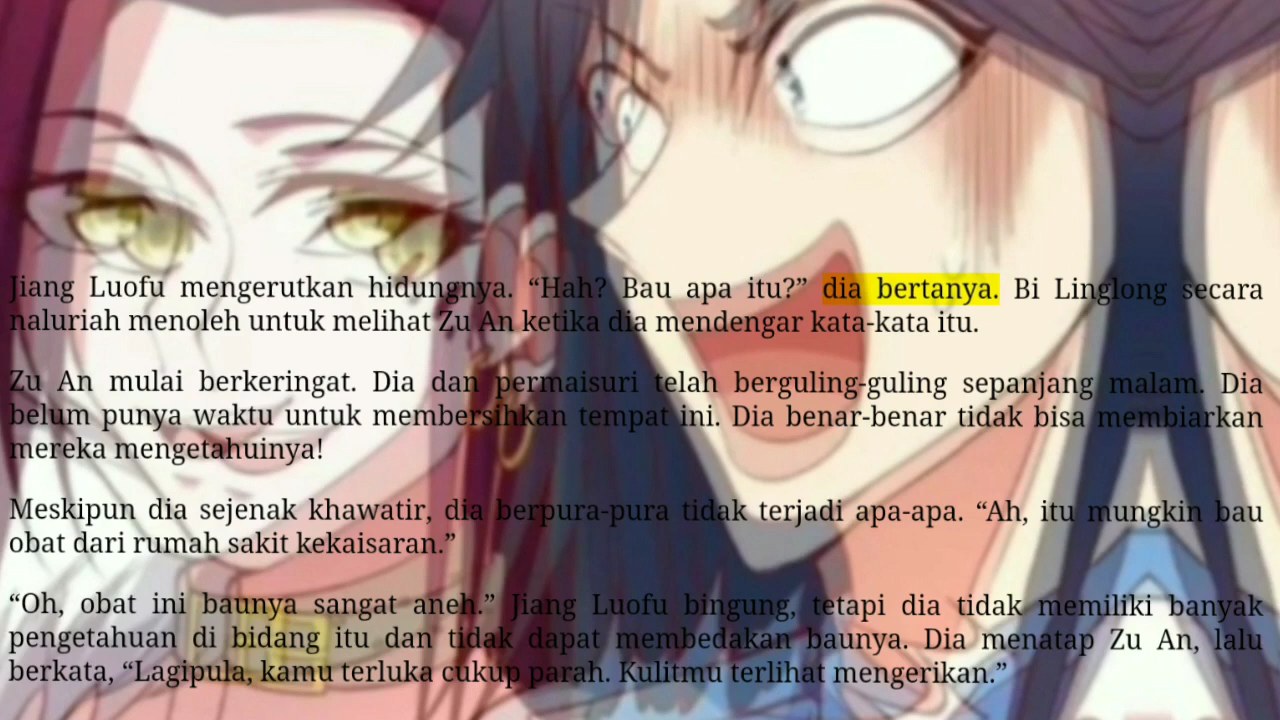 Jiang Luofu mengerutkan hidungnya. “Hah? Bau apa itu?” dia bertanya. Bi Linglong secara
naluriah menoleh untuk melihat Zu An ketika dia mendengar kata-kata itu.
Zu An mulai berkeringat. Dia dan permaisuri telah berguling-guling sepanjang malam. Dia
belum punya waktu untuk membersihkan tempat ini. Dia benar-benar tidak bisa membiarkan
mereka mengetahuinya!
Meskipun dia sejenak khawatir, dia berpura-pura tidak terjadi apa-apa. “Ah, itu mungkin bau
obat dari rumah sakit kekaisaran.”
“Oh, obat ini baunya sangat aneh.” Jiang Luofu bingung, tetapi dia tidak memiliki banyak
pengetahuan di bidang itu dan tidak dapat membedakan baunya. Dia menatap Zu An, lalu
berkata, “Lagipula, kamu terluka cukup parah. Kulitmu terlihat mengerikan.”